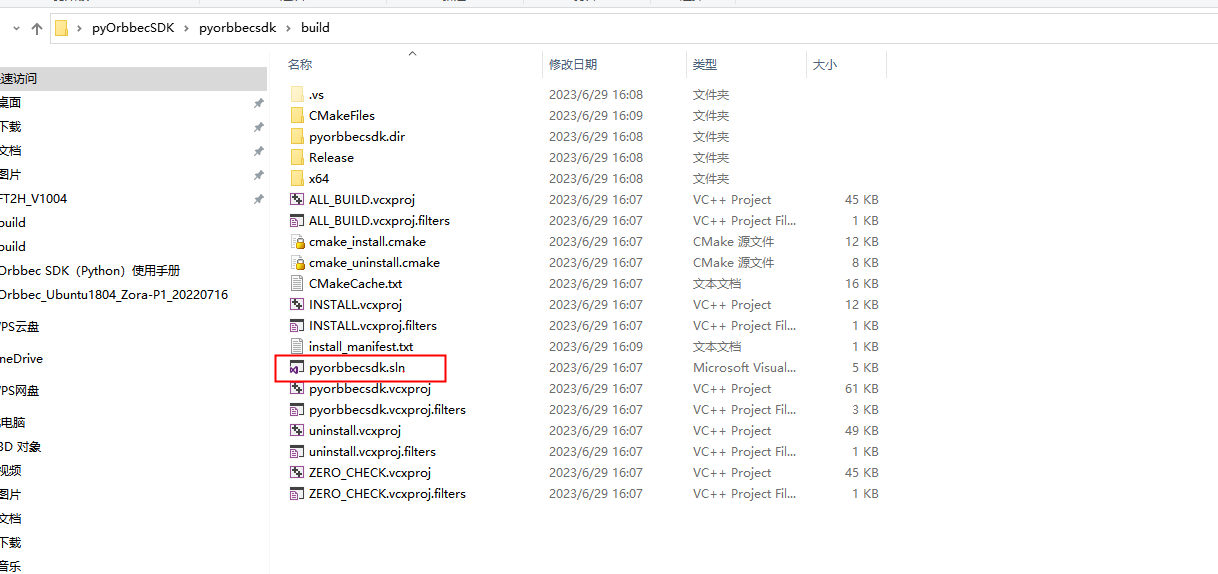 pyOrbbecSDK › pyorbbecsdk › build
名称 修改日期 类型 大小
速访问
桌面
下载
文档
图片
FT2H_V1004
build
build
Orbbec SDK（Python）使用手册
Orbbec_Ubuntu1804_Zora-P1_20220716
PS云盘
neDrive
PS网盘
电脑
3D 对象
视频
图片
文档
下载
音乐
.vs 2023/6/29 16:08 文件夹
CMakeFiles 2023/6/29 16:09 文件夹
pyorbbecsdk.dir 2023/6/29 16:08 文件夹
Release 2023/6/29 16:08 文件夹
x64 2023/6/29 16:08 文件夹
ALL_BUILD.vcxproj 2023/6/29 16:07 VC++ Project 45 KB
ALL_BUILD.vcxproj.filters 2023/6/29 16:07 VC++ Project Fil... 1 KB
cmake_install.cmake 2023/6/29 16:07 CMake 源文件 12 KB
cmake_uninstall.cmake 2023/6/29 16:07 CMake 源文件 8 KB
CMakeCache.txt 2023/6/29 16:07 文本文档 16 KB
INSTALL.vcxproj 2023/6/29 16:07 VC++ Project 12 KB
INSTALL.vcxproj.filters 2023/6/29 16:07 VC++ Project Fil... 1 KB
install_manifest.txt 2023/6/29 16:09 文本文档 1 KB
pyorbbecsdk.sln 2023/6/29 16:07 Microsoft Visual... 5 KB
pyorbbecsdk.vcxproj 2023/6/29 16:07 VC++ Project 61 KB
pyorbbecsdk.vcxproj.filters 2023/6/29 16:07 VC++ Project Fil... 3 KB
uninstall.vcxproj 2023/6/29 16:07 VC++ Project 49 KB
uninstall.vcxproj.filters 2023/6/29 16:07 VC++ Project Fil... 1 KB
ZERO_CHECK.vcxproj 2023/6/29 16:07 VC++ Project 45 KB
ZERO_CHECK.vcxproj.filters 2023/6/29 16:07 VC++ Project Fil... 1 KB